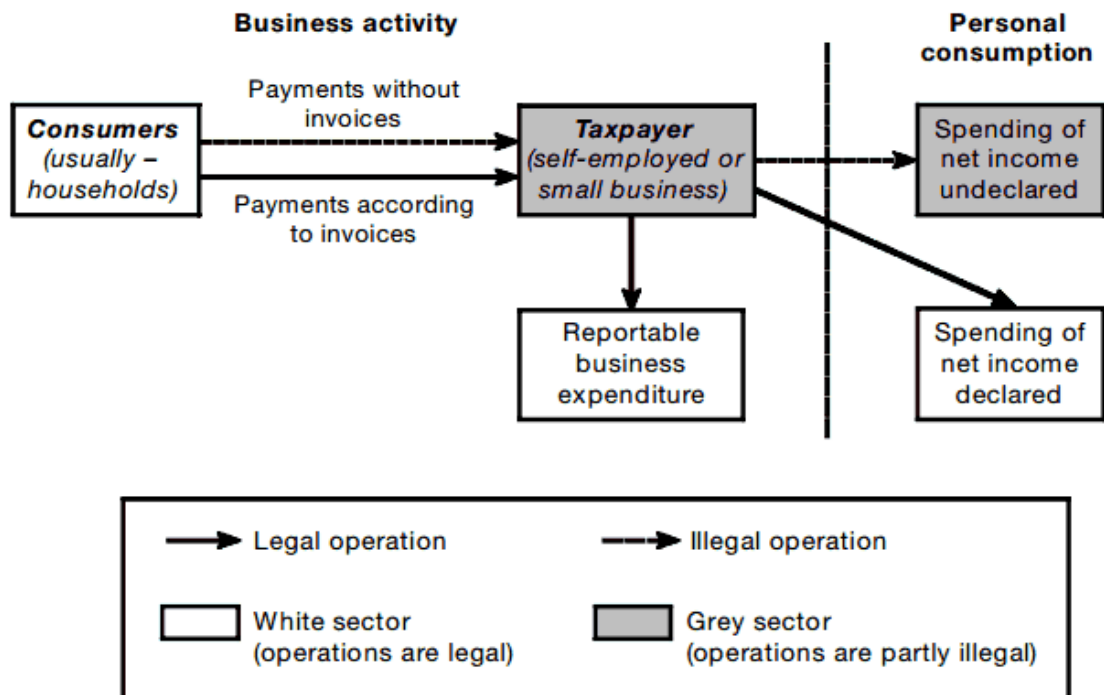 Business activity
Personal
consumption
Payments without
invoices
Consumers
(usually –
households)
Payments according
to invoices
Taxpayer
(self-employed or
small business)
Spending of
net income
undeclared
Reportable
business
expenditure
Spending of
net income
declared
Legal operation
Illegal operation
White sector
(operations are legal)
Grey sector
(operations are partly illegal)